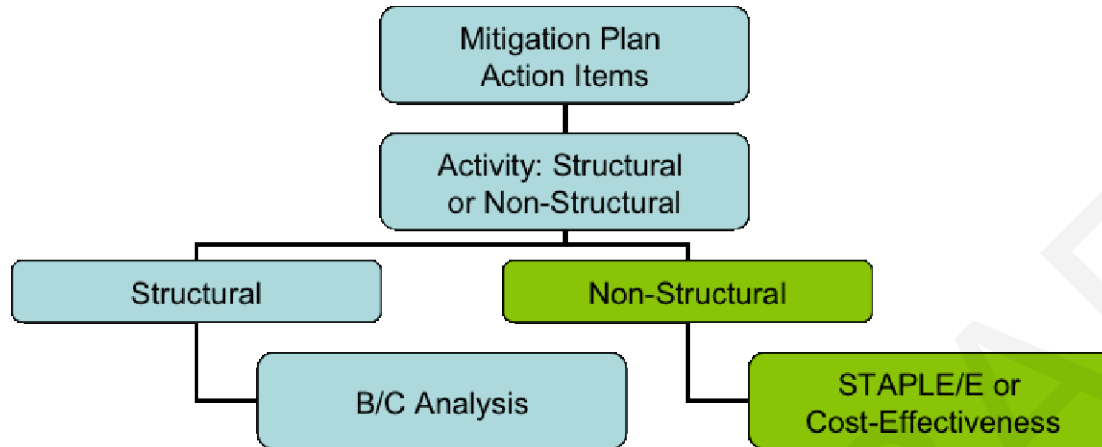 Mitigation Plan
Action Items
Activity: Structural
or Non-Structural
Structural
Non-Structural
B/C Analysis
STAPLE/E or
Cost-Effectiveness